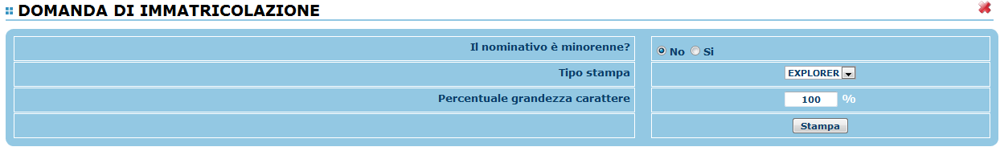 DOMANDA DI IMMATRICOLAZIONE
Il nominativo è minorenne? No Si
Tipo stampa EXPLORER
Percentuale grandezza carattere 100 %
Stampa